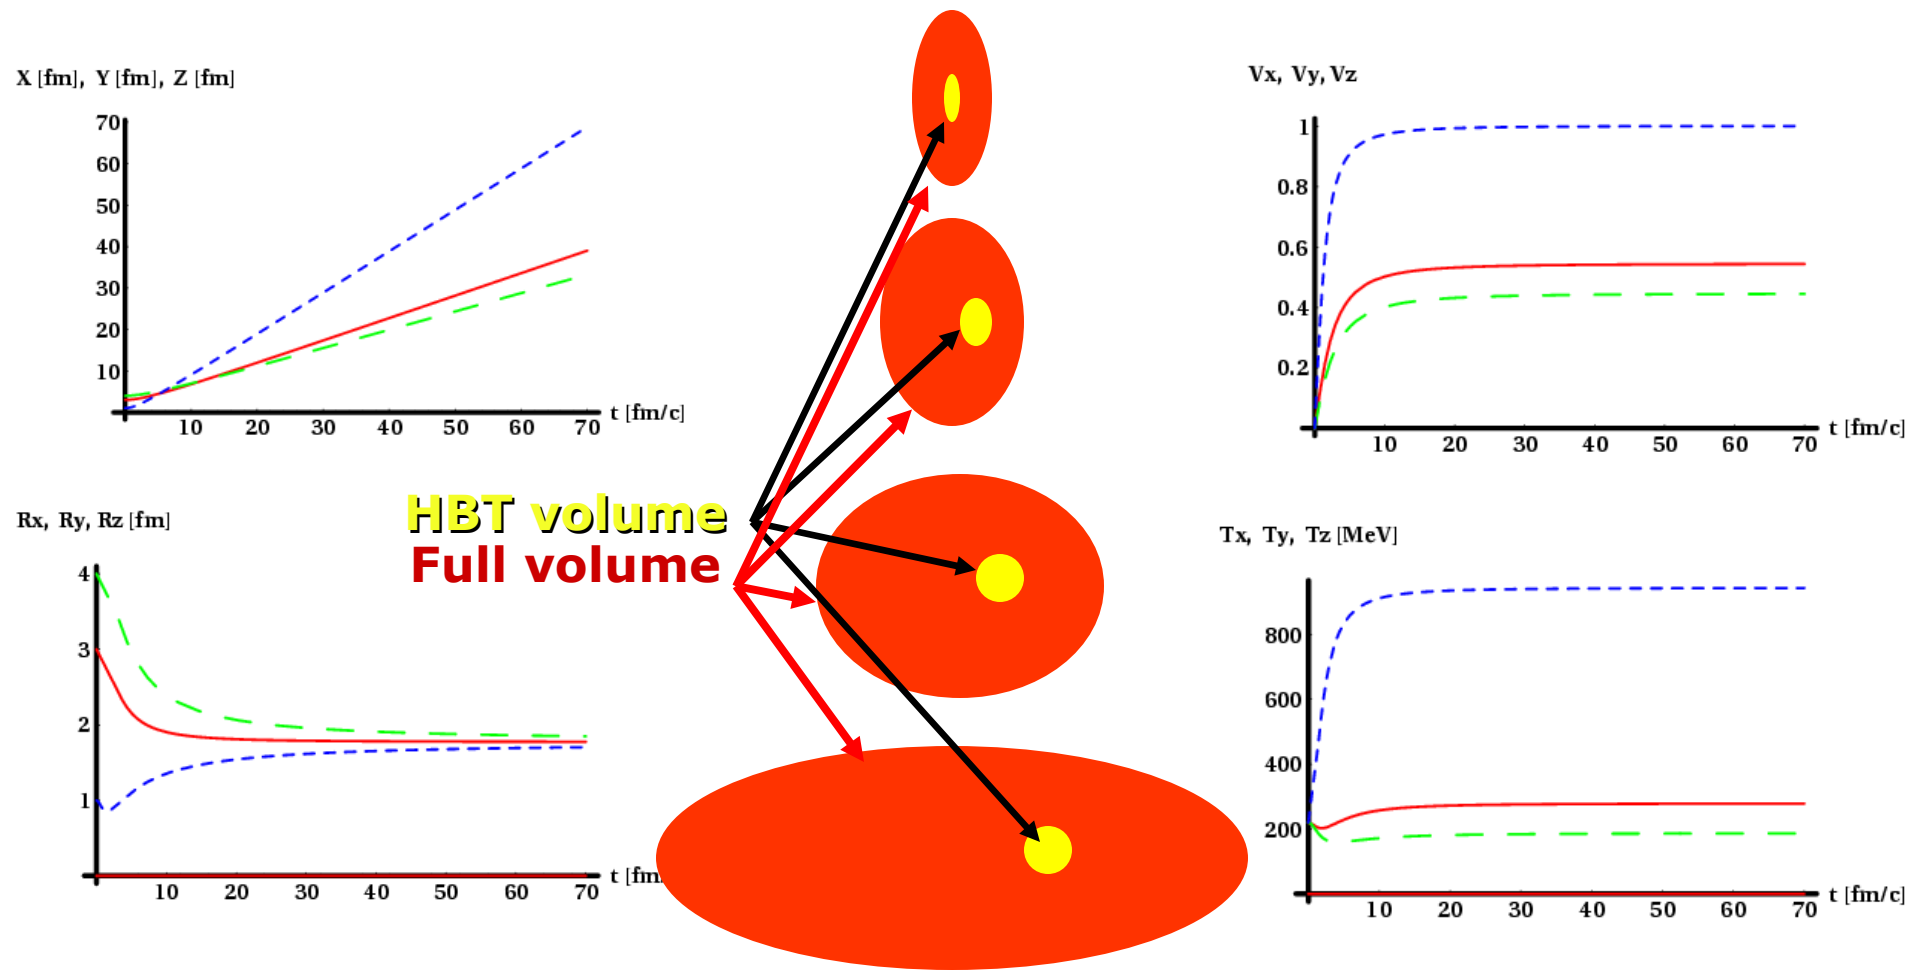 X [fm], Y [fm], Z [fm]
70
60
50
40
30
20
10
10 20 30 40 50 60 70
t [fm/c]
Vx, Vy, Vz
1
0.8
0.6
0.4
0.2
10 20 30 40 50 60 70
t [fm/c]
HBT volume
Full volume
Rx, Ry, Rz [fm]
4
3
2
1
10 20 30 40 50 60 70
t [fm
Tx, Ty, Tz [MeV]
800
600
400
200
10 20 30 40 50 60 70
t [fm/c]